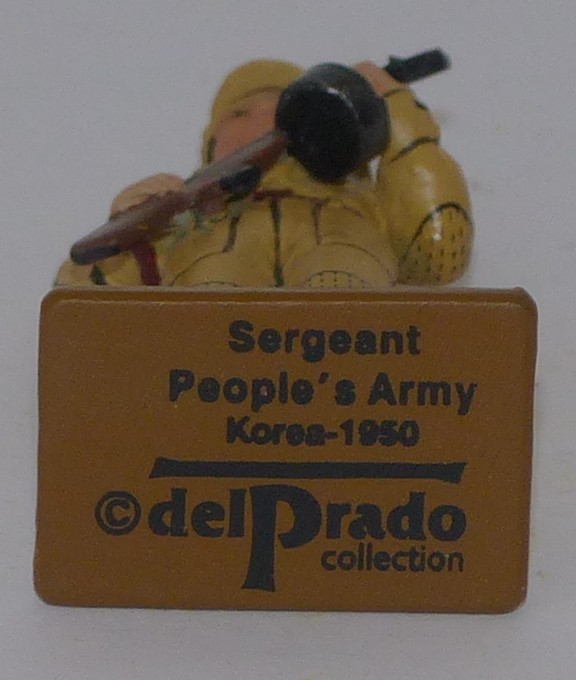 Sergeant
People's Army
Korea-1950
©delPrado
collection